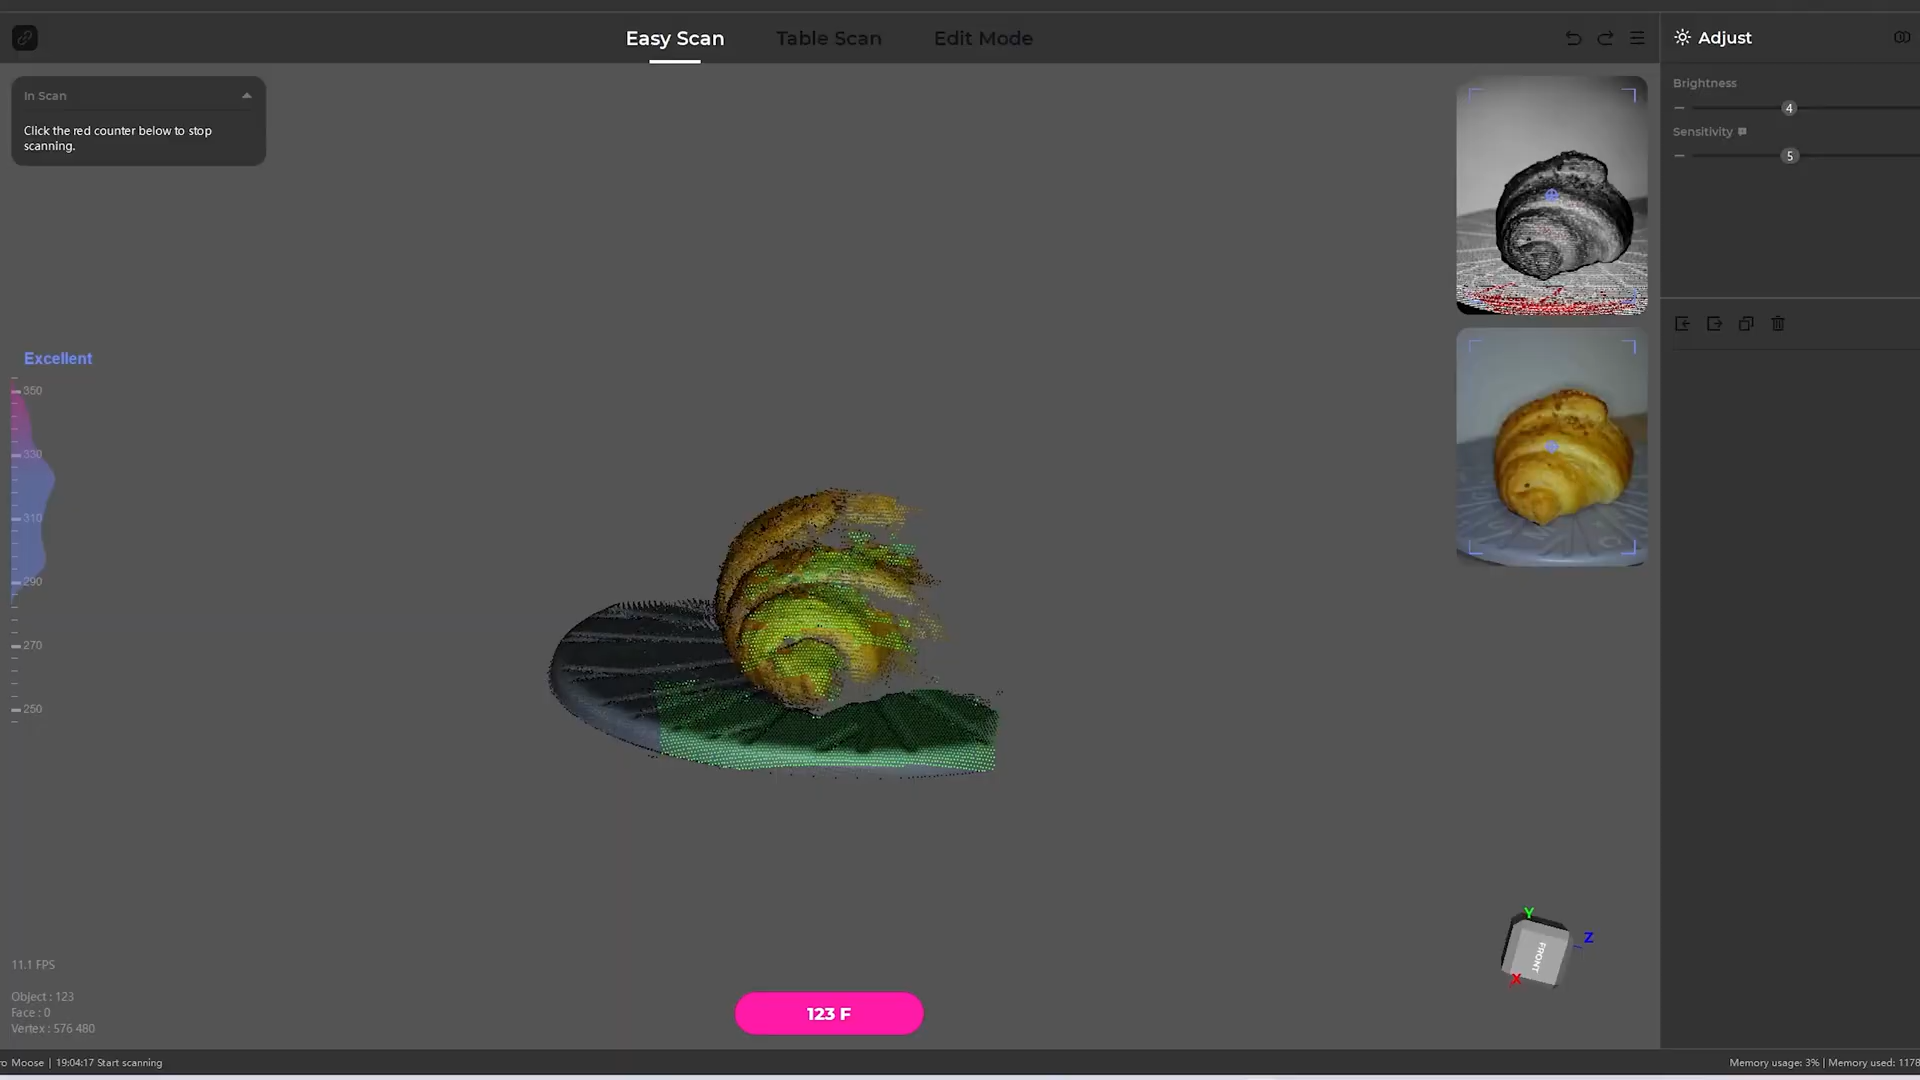 Easy Scan
Table Scan
Edit Mode
Adjust
In Scan
Click the red counter below to stop
scanning.
Brightness
4
Sensitivity
5
Excellent
350
330
310
290
270
250
Y
Z
FRONT
X
11.1 FPS
Object : 123
Face : 0
Vertex : 576 480
123 F
o Moose | 19:04:17 Start scanning
Memory usage: 3% | Memory used: 1178